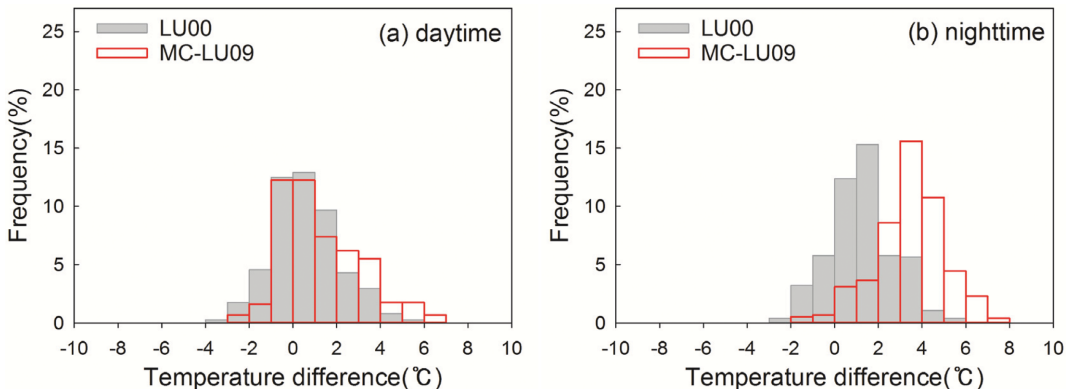 LU00
MC-LU09
(a) daytime
Frequency(%)
25
20
15
10
5
0
-10 -8 -6 -4 -2 0 2 4 6 8 10
Temperature difference(℃)
LU00
MC-LU09
(b) nighttime
Frequency(%)
25
20
15
10
5
0
-10 -8 -6 -4 -2 0 2 4 6 8 10
Temperature difference(℃)